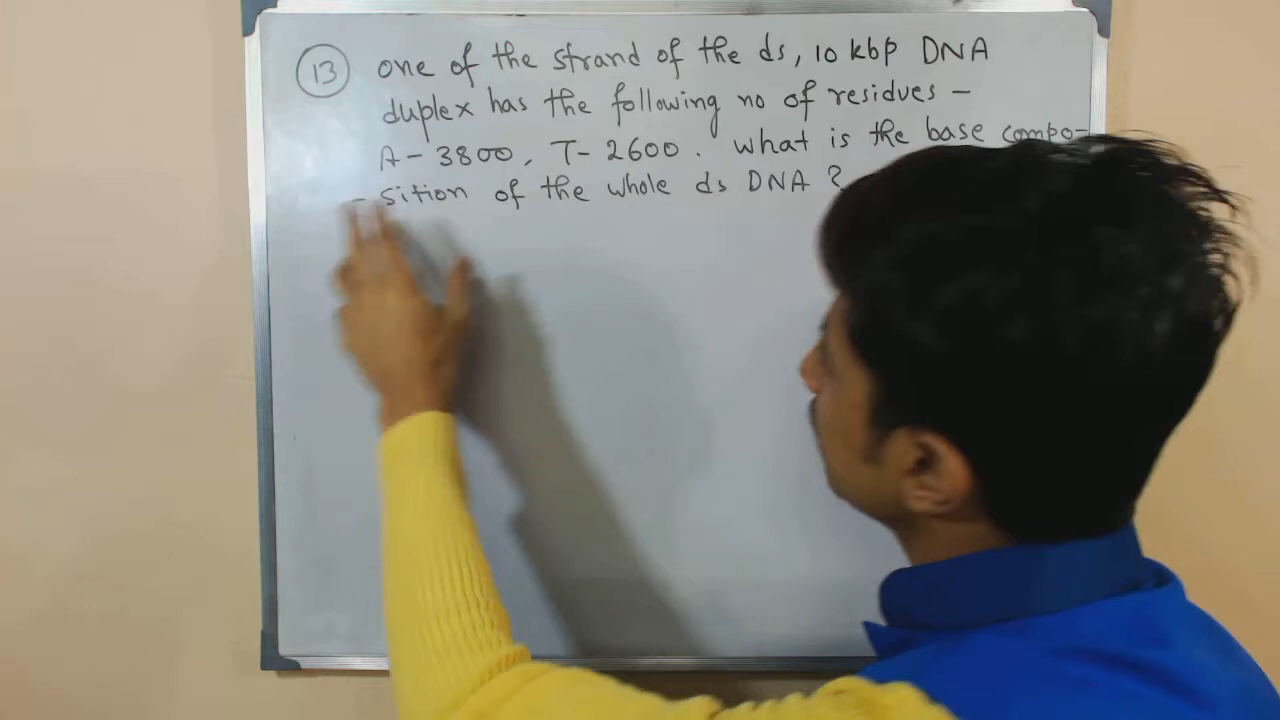 13 one of the strand of the ds, 10 kbp DNA
duplex has the following no of residues -
A - 3800, T- 2600. What is the base compo-
- sition of the whole ds DNA ?